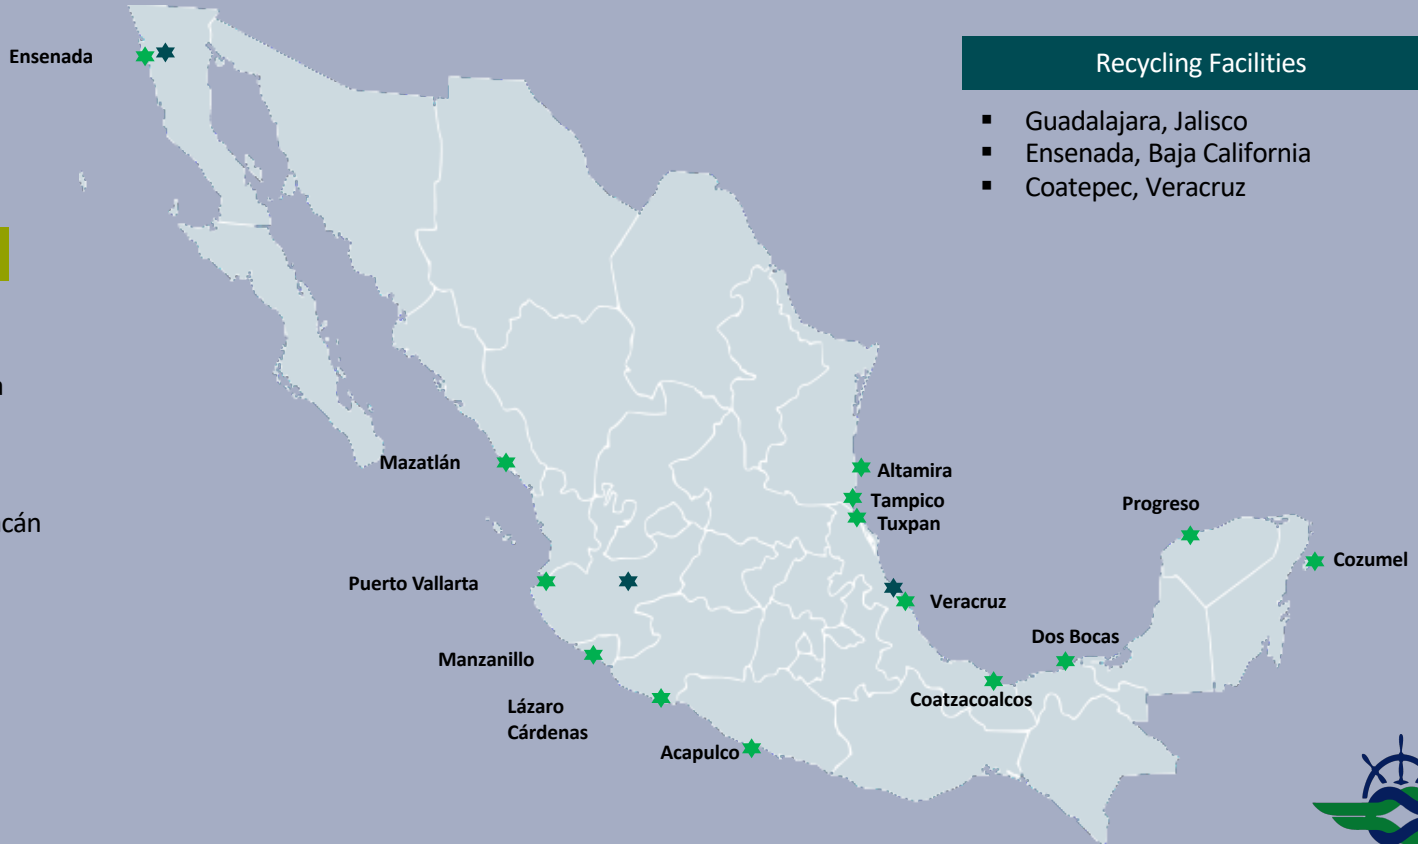 Ensenada
Recycling Facilities
▪ Guadalajara, Jalisco
▪ Ensenada, Baja California
▪ Coatepec, Veracruz
Mazatlán
Altamira
Tampico
Tuxpan
Progreso
Cozumel
Puerto Vallarta
Veracruz
Dos Bocas
Manzanillo
Coatzacoalcos
Lázaro
Cárdenas
Acapulco